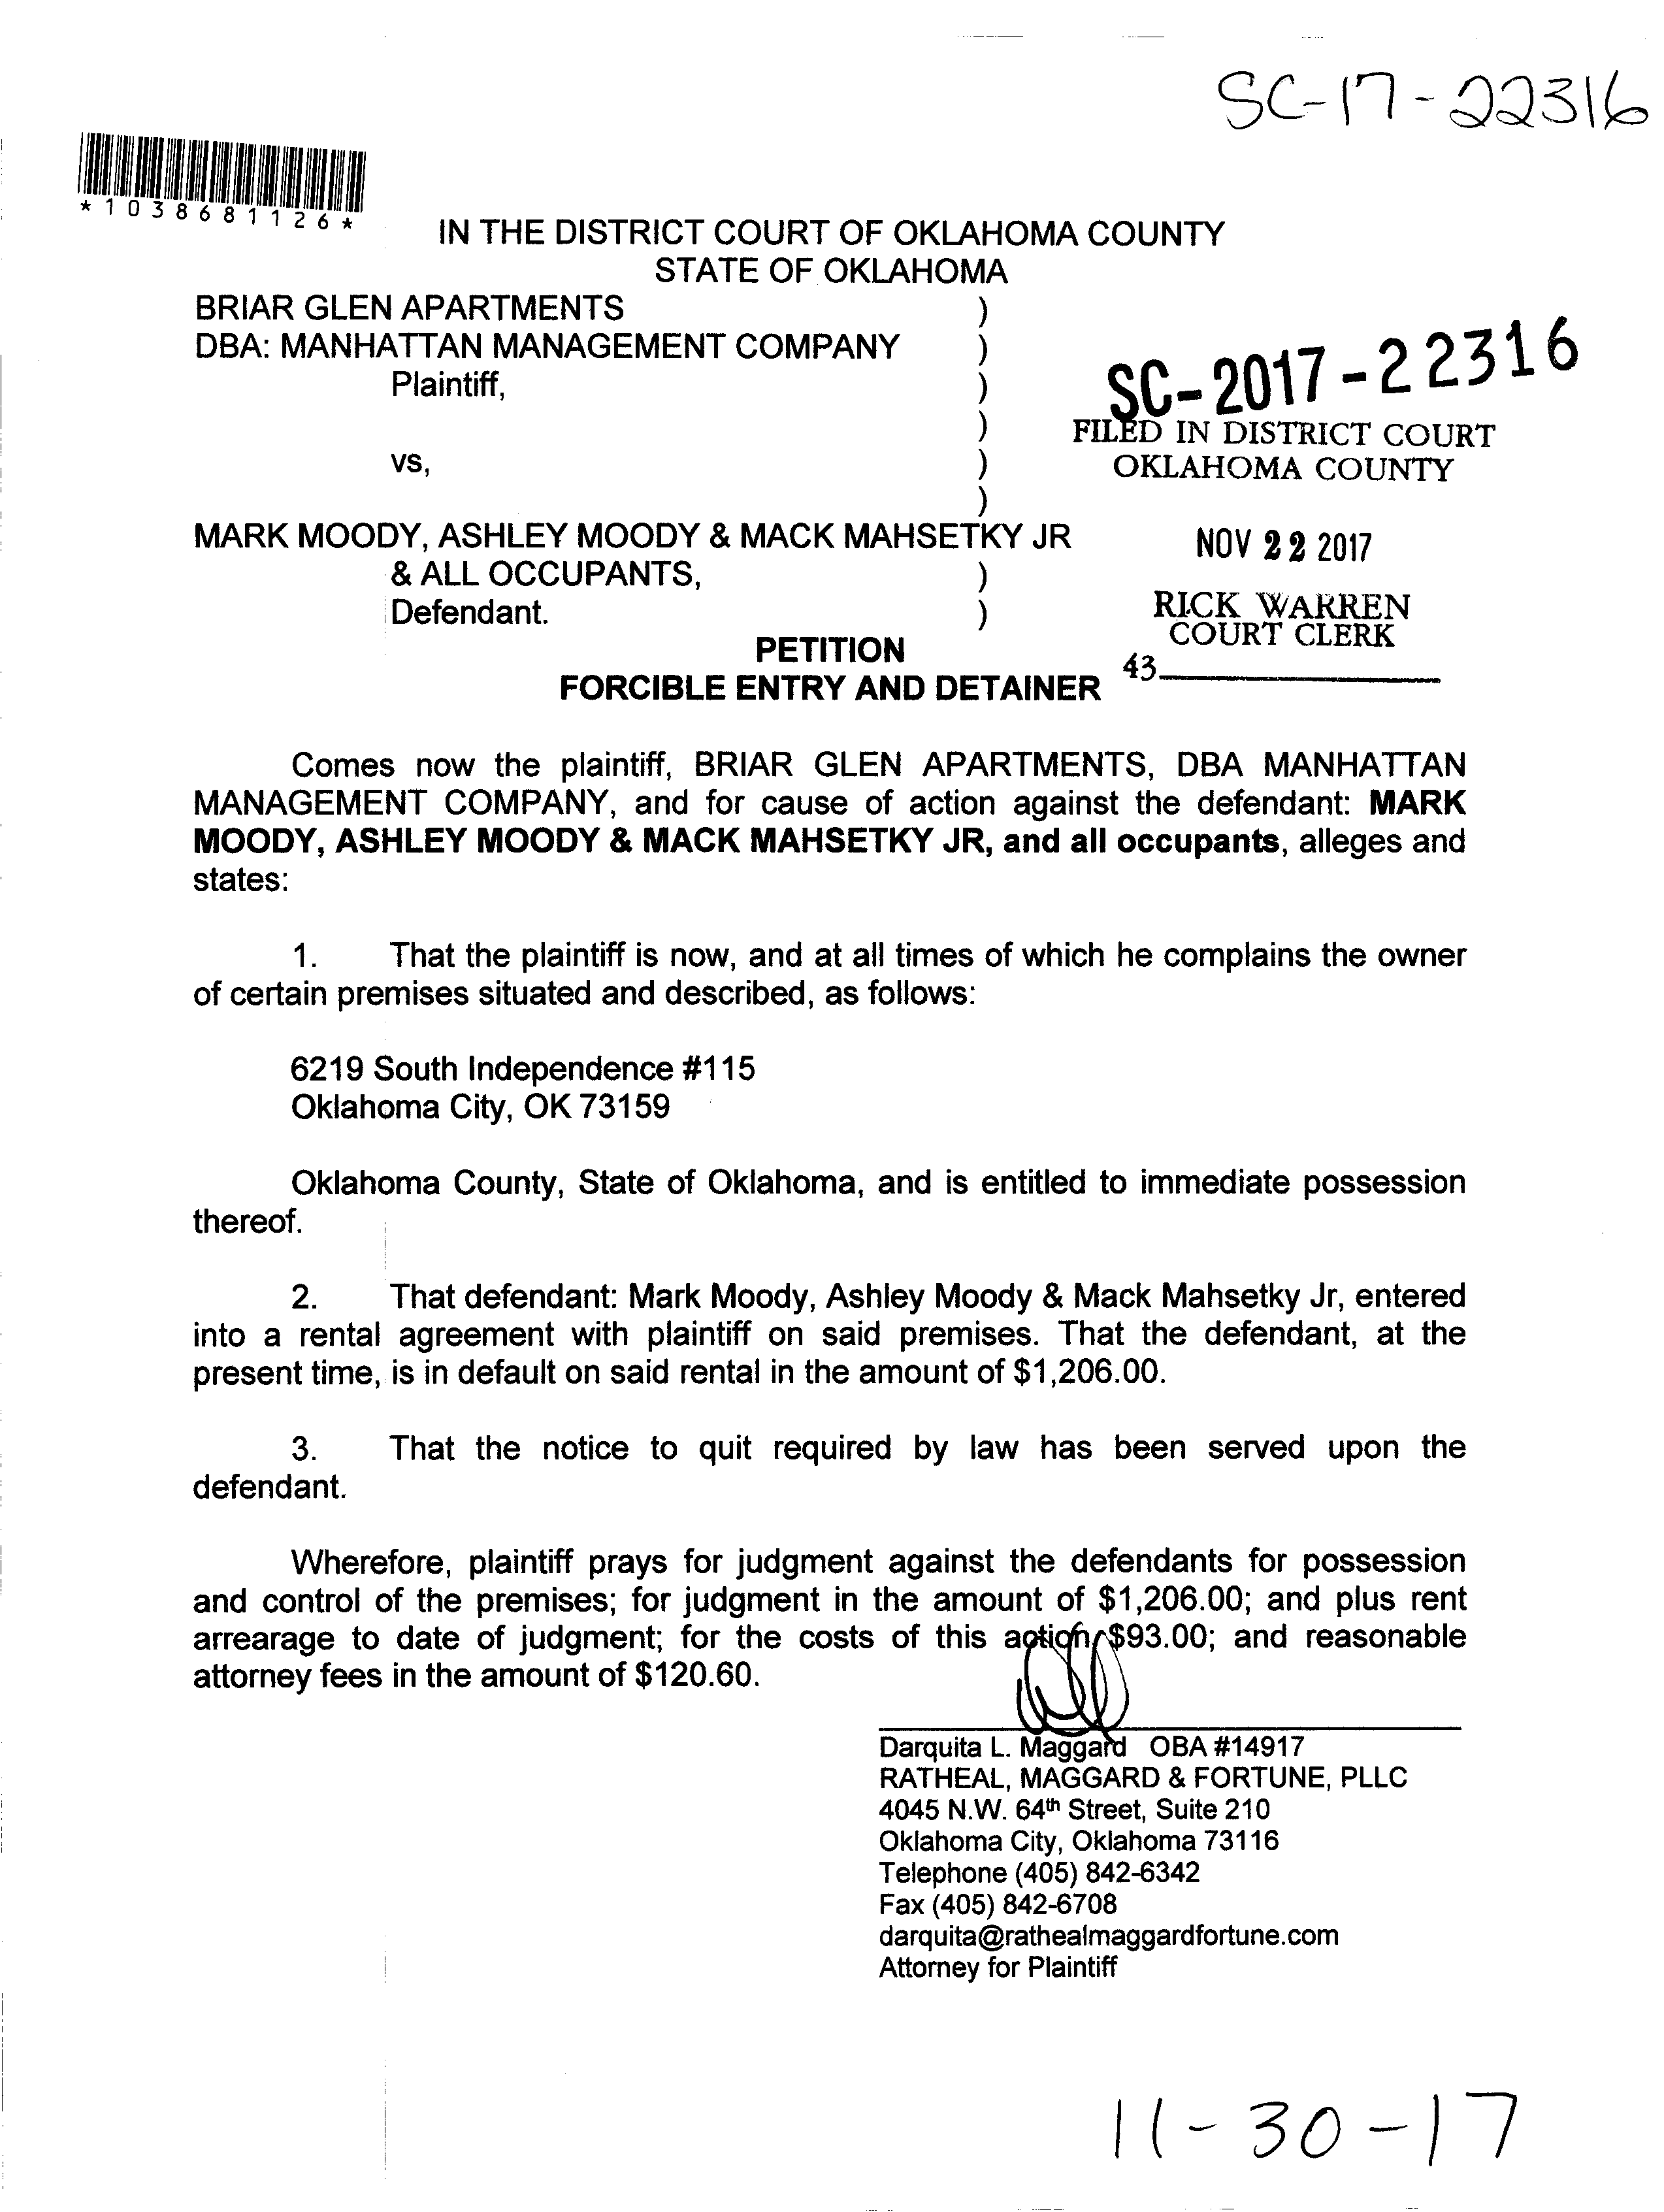 SC-17-22316
*1038681126*
IN THE DISTRICT COURT OF OKLAHOMA COUNTY
STATE OF OKLAHOMA
BRIAR GLEN APARTMENTS )
DBA: MANHATTAN MANAGEMENT COMPANY )
Plaintiff, )
)
vs, )
)
MARK MOODY, ASHLEY MOODY & MACK MAHSETKY JR
& ALL OCCUPANTS, )
Defendant. )
SC-2017-22316
FILED IN DISTRICT COURT
OKLAHOMA COUNTY
NOV 22 2017
RICK WARREN
COURT CLERK
43
PETITION
FORCIBLE ENTRY AND DETAINER
Comes now the plaintiff, BRIAR GLEN APARTMENTS, DBA MANHATTAN
MANAGEMENT COMPANY, and for cause of action against the defendant: MARK
MOODY, ASHLEY MOODY & MACK MAHSETKY JR, and all occupants, alleges and
states:
1. That the plaintiff is now, and at all times of which he complains the owner
of certain premises situated and described, as follows:
6219 South Independence #115
Oklahoma City, OK 73159
Oklahoma County, State of Oklahoma, and is entitled to immediate possession
thereof.
2. That defendant: Mark Moody, Ashley Moody & Mack Mahsetky Jr, entered
into a rental agreement with plaintiff on said premises. That the defendant, at the
present time, is in default on said rental in the amount of $1,206.00.
3. That the notice to quit required by law has been served upon the
defendant.
Wherefore, plaintiff prays for judgment against the defendants for possession
and control of the premises; for judgment in the amount of $1,206.00; and plus rent
arrearage to date of judgment; for the costs of this action $93.00; and reasonable
attorney fees in the amount of $120.60.
Darquita L. Maggard OBA #14917
RATHEAL, MAGGARD & FORTUNE, PLLC
4045 N.W. 64th Street, Suite 210
Oklahoma City, Oklahoma 73116
Telephone (405) 842-6342
Fax (405) 842-6708
darquita@rathealmaggardfortune.com
Attorney for Plaintiff
11-30-17